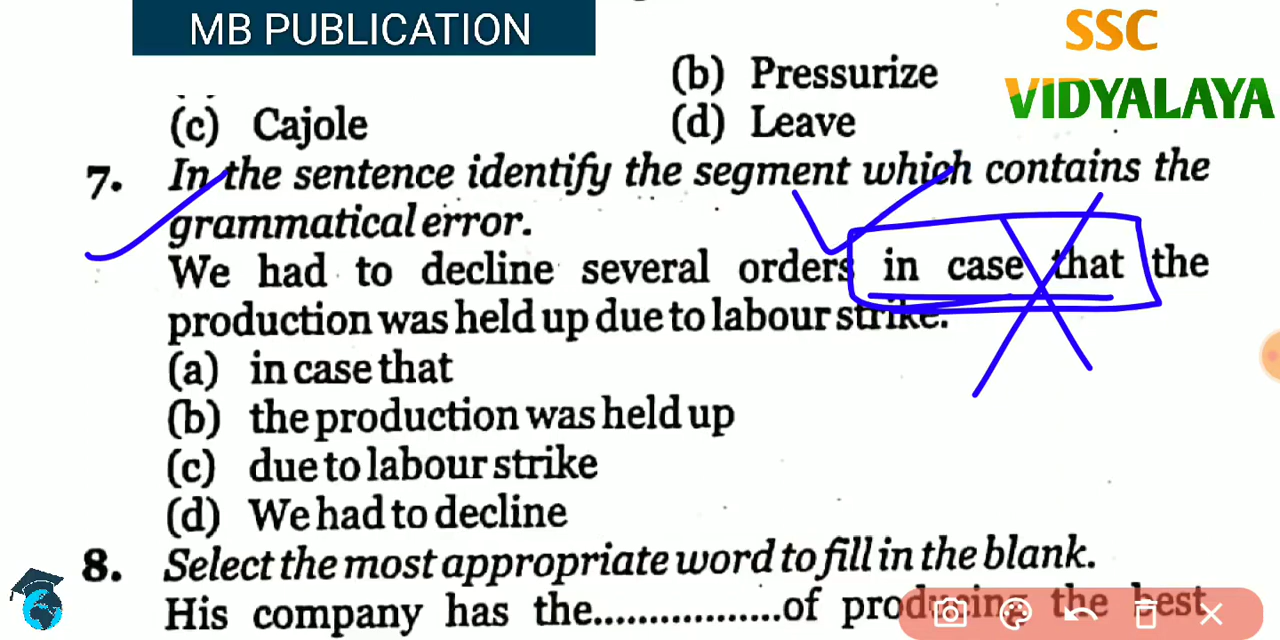 MB PUBLICATION
SSC
VIDYALAYA
(b) Pressurize
(c) Cajole
(d) Leave
7. In the sentence identify the segment which contains the
grammatical error.
We had to decline several orders in case that the
production was held up due to labour strike.
(a) in case that
(b) the production was held up
(c) due to labour strike
(d) We had to decline
8. Select the most appropriate word to fill in the blank.
His company has the.................of producing the best